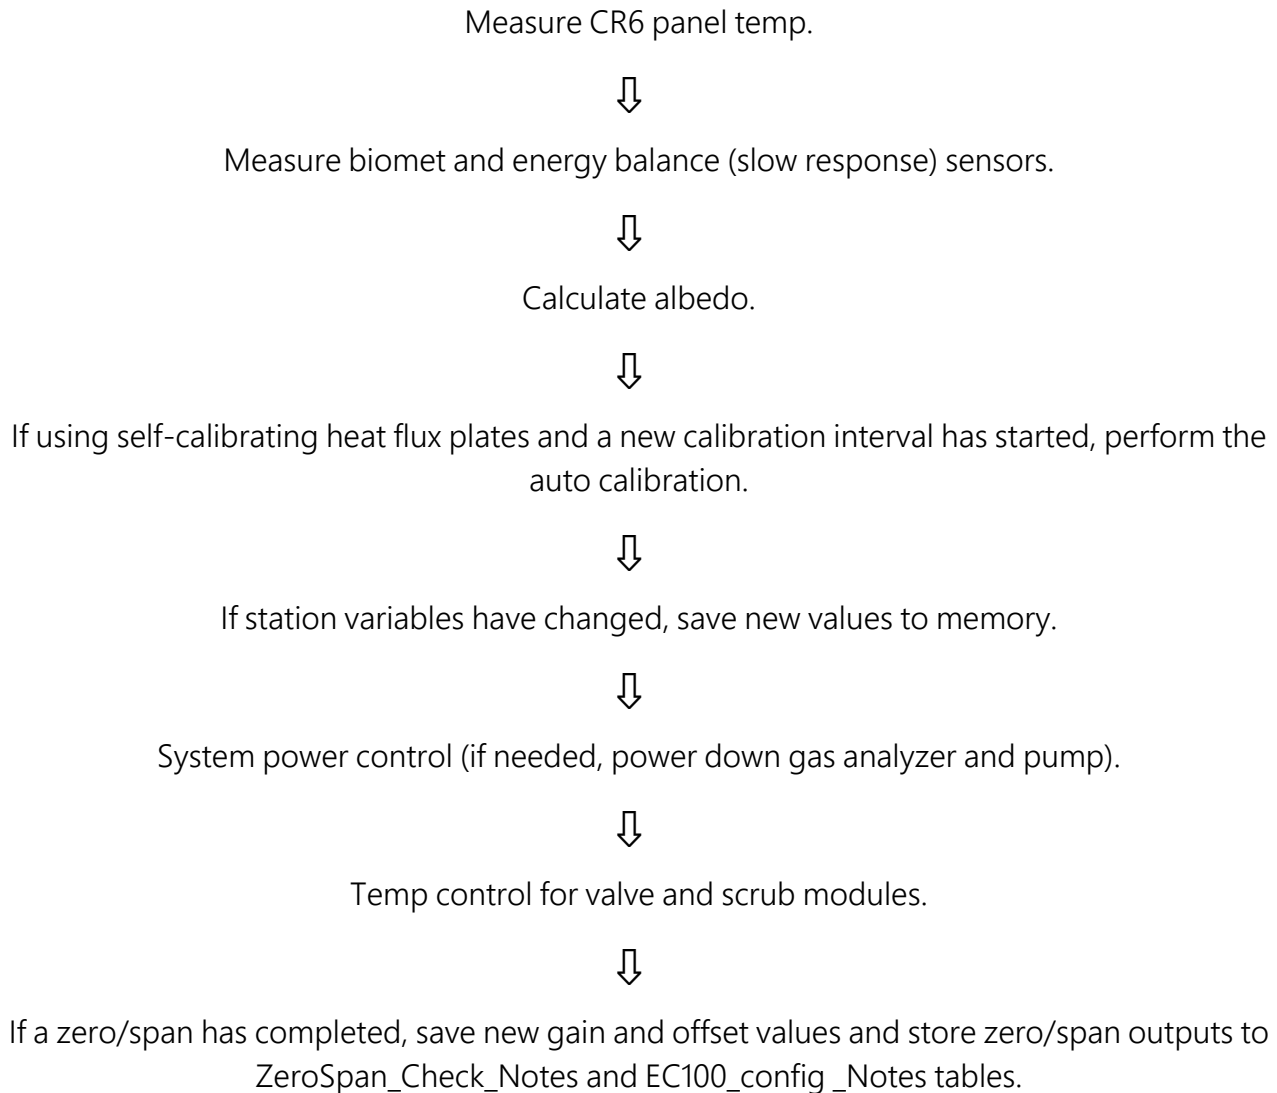 Measure CR6 panel temp.
⇩
Measure biomet and energy balance (slow response) sensors.
⇩
Calculate albedo.
⇩
If using self-calibrating heat flux plates and a new calibration interval has started, perform the
auto calibration.
⇩
If station variables have changed, save new values to memory.
⇩
System power control (if needed, power down gas analyzer and pump).
⇩
Temp control for valve and scrub modules.
⇩
If a zero/span has completed, save new gain and offset values and store zero/span outputs to
ZeroSpan_Check_Notes and EC100_config _Notes tables.